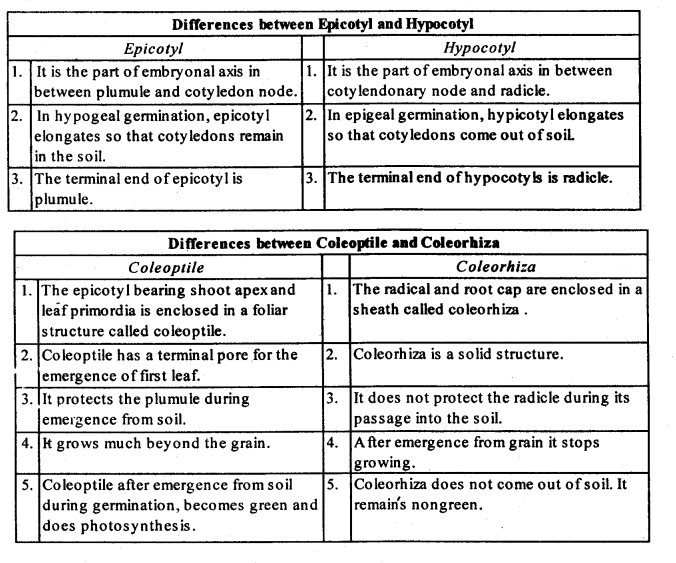 Differences between Epicotyl and Hypocotyl
Epicotyl
Hypocotyl
1. It is the part of embryonal axis in
between plumule and cotyledon node.
1. It is the part of embryonal axis in between
cotylendonary node and radicle.
2. In hypogeal germination, epicotyl
elongates so that cotyledons remain
in the soil.
2. In epigeal germination, hypicotyl elongates
so that cotyledons come out of soil.
3. The terminal end of epicotyl is
plumule.
3. The terminal end of hypocotyls is radicle.
Differences between Coleoptile and Coleorhiza
Coleoptile
Coleorhiza
1. The epicotyl bearing shoot apex and
leaf primordia is enclosed in a foliar
structure called coleoptile.
1. The radical and root cap are enclosed in a
sheath called coleorhiza .
2. Coleoptile has a terminal pore for the
emergence of first leaf.
2. Coleorhiza is a solid structure.
3. It protects the plumule during
emergence from soil.
3. It does not protect the radicle during its
passage into the soil.
4. It grows much beyond the grain.
4. After emergence from grain it stops
growing.
5. Coleoptile after emergence from soil
during germination, becomes green and
does photosynthesis.
5. Coleorhiza does not come out of soil. It
remain's nongreen.